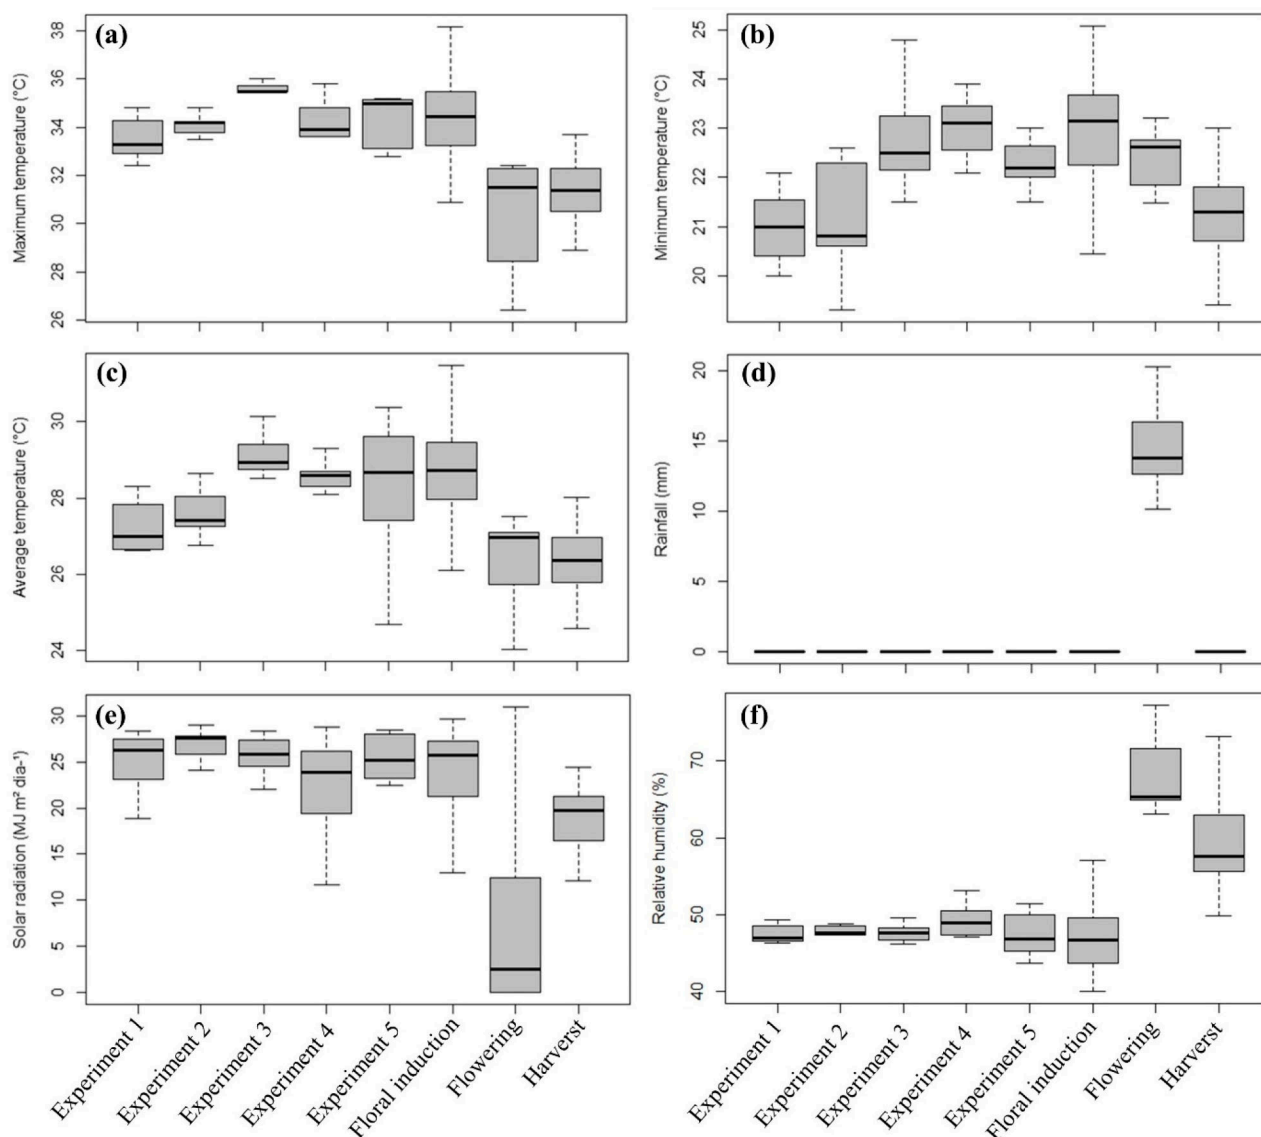 (a)
Maximum temperature (°C)
38
36
34
32
30
28
26
(b)
Minimum temperature (°C)
25
24
23
22
21
20
(c)
Average temperature (°C)
30
28
26
24
(d)
Rainfall (mm)
20
15
10
5
0
(e)
Solar radiation (MJ m² dia-¹)
30
25
20
15
10
5
0
(f)
Relative humidity (%)
70
60
50
40
Experiment 1
Experiment 2
Experiment 3
Experiment 4
Experiment 5
Floral induction
Flowering
Harverst
Experiment 1
Experiment 2
Experiment 3
Experiment 4
Experiment 5
Floral induction
Flowering
Harverst